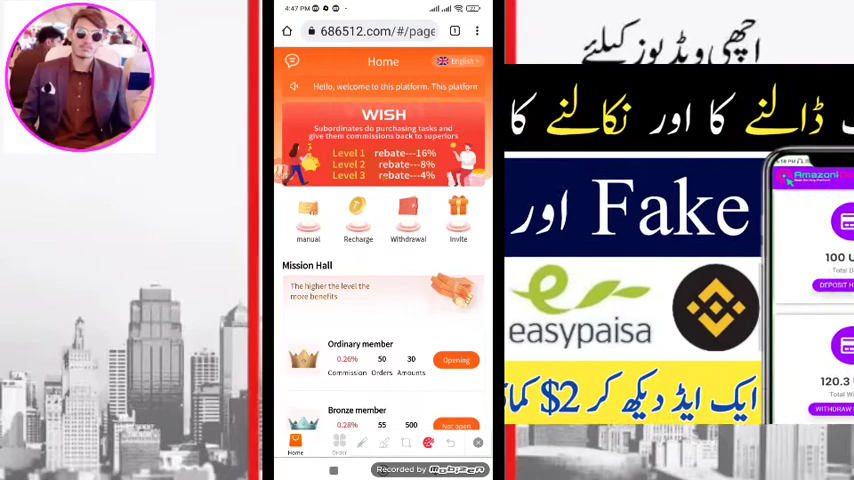 4:47 PM
686512.com/#/page
1
Home
English
Hello, welcome to this platform. This platform
WISH
Subordinates do purchasing tasks and
give them commissions back to superiors
Level 1 rebate---16%
Level 2 rebate---8%
Level 3 rebate---4%
manual Recharge Withdrawal Invite
Mission Hall
The higher the level the
more benefits
Ordinary member
0.26% 50 30
Commission Orders Amounts
Opening
Bronze member
0.28% 55 500
Not open
Home Order
Recorded by MOBIZEN
اچھی ویڈیوز کیلئے
ڈالنے کا اور نکالنے کا
Fake اور
easypaisa
ایک ایڈ دیکھ کر 2$
100 U
Total D
DEPOSIT H
120.3 U
Total Wi
WITHDRAW